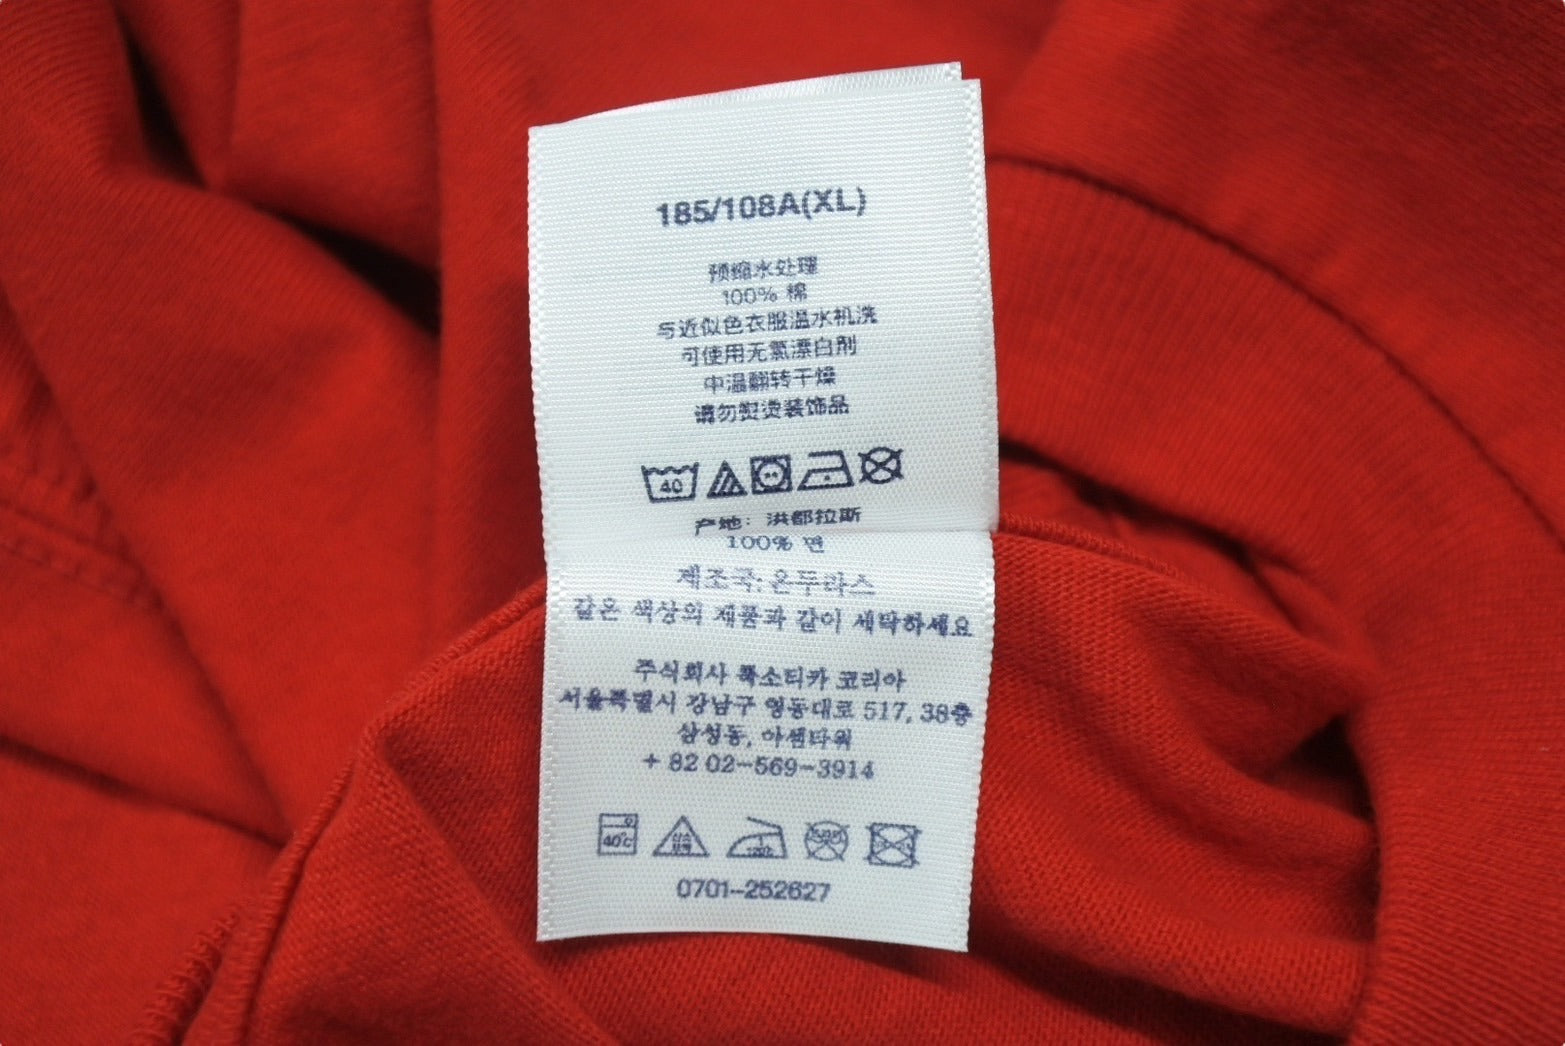 185/108A(XL)
预缩水处理
100% 棉
与近似色衣服温水机洗
可使用无氯漂白剂
中温翻转干燥
请勿熨烫装饰品
40
产地: 洪都拉斯
100% 면
제조국: 온두라스
같은 색상의 제품과 같이 세탁하세요
주식회사 룩소티카 코리아
서울특별시 강남구 영동대로 517, 38층
삼성동, 아셈타워
+ 82 02-569-3914
40℃
0701-252627